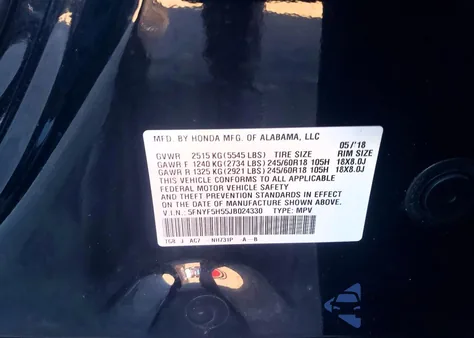 MFD. BY HONDA MFG. OF ALABAMA, LLC 05/'18
GVWR 2515 KG (5545 LBS) TIRE SIZE RIM SIZE
GAWR F 1240 KG (2734 LBS) 245/60R18 105H 18X8.0J
GAWR R 1325 KG (2921 LBS) 245/60R18 105H 18X8.0J
THIS VEHICLE CONFORMS TO ALL APPLICABLE
FEDERAL MOTOR VEHICLE SAFETY
AND THEFT PREVENTION STANDARDS IN EFFECT
ON THE DATE OF MANUFACTURE SHOWN ABOVE.
V.I.N.: 5FNYF5H55JB024330 TYPE: MPV
TG8 J AC7 NH731P A-B